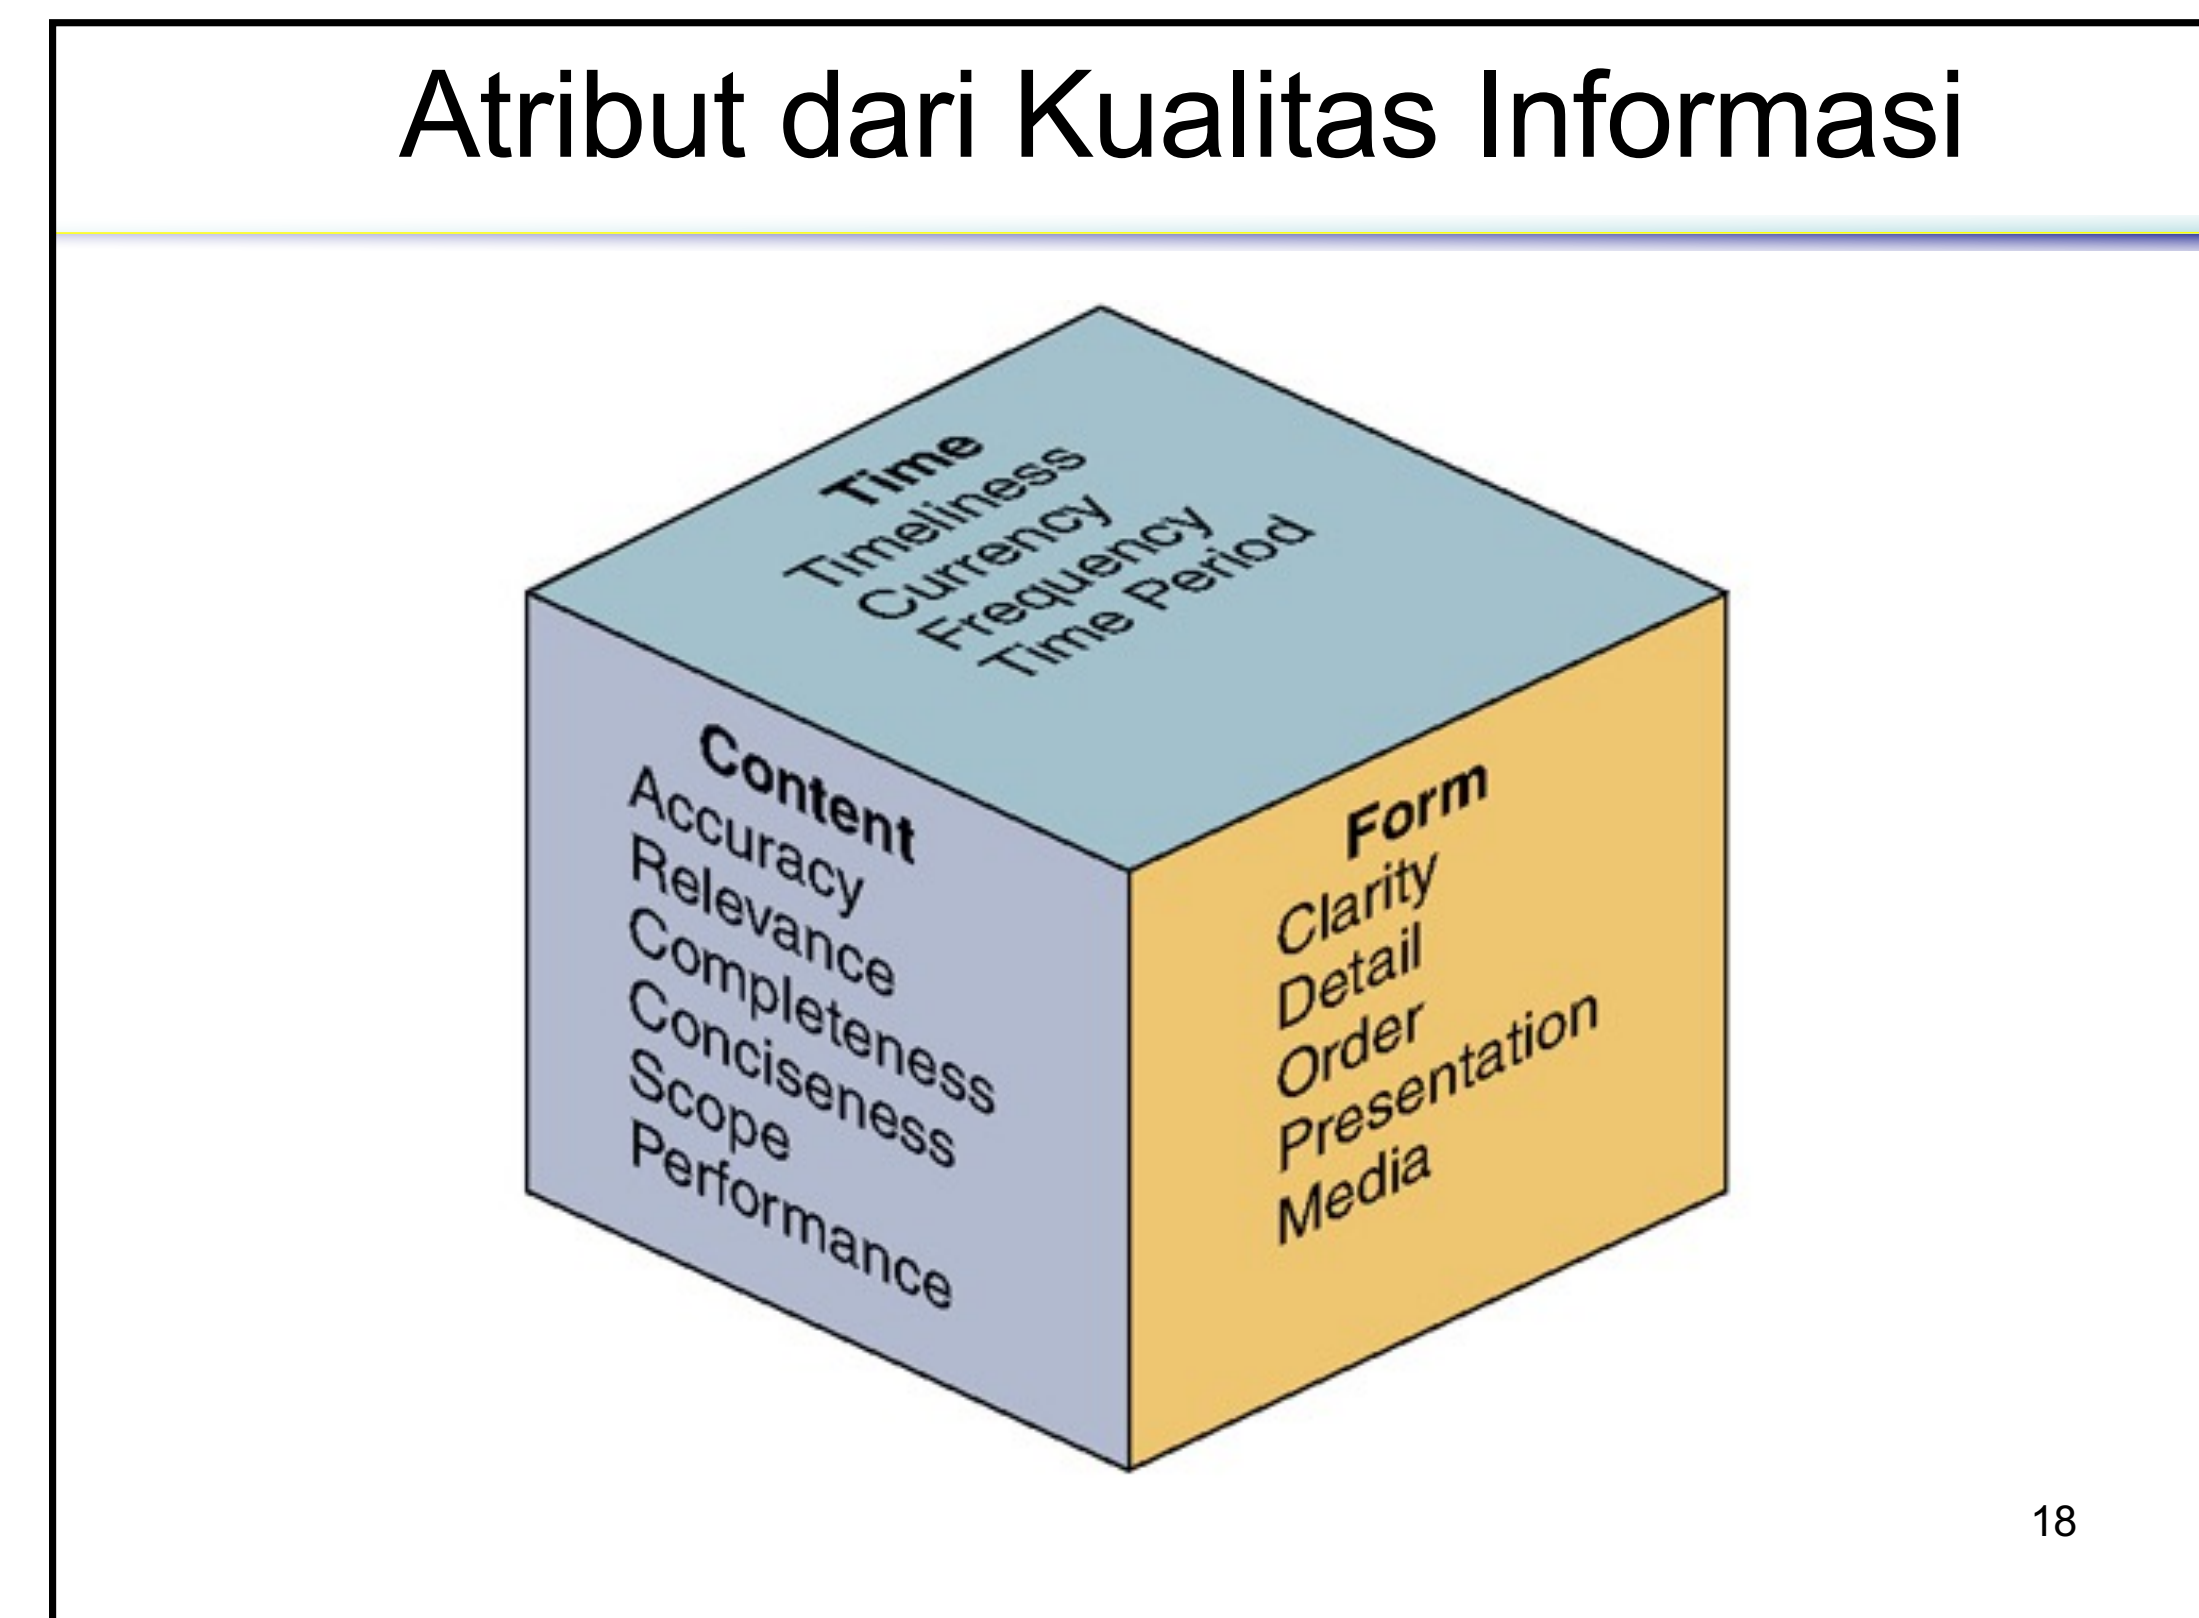 Atribut dari Kualitas Informasi
Time
Timeliness
Currency
Frequency
Time Period
Content
Accuracy
Relevance
Completeness
Conciseness
Scope
Performance
Form
Clarity
Detail
Order
Presentation
Media
18